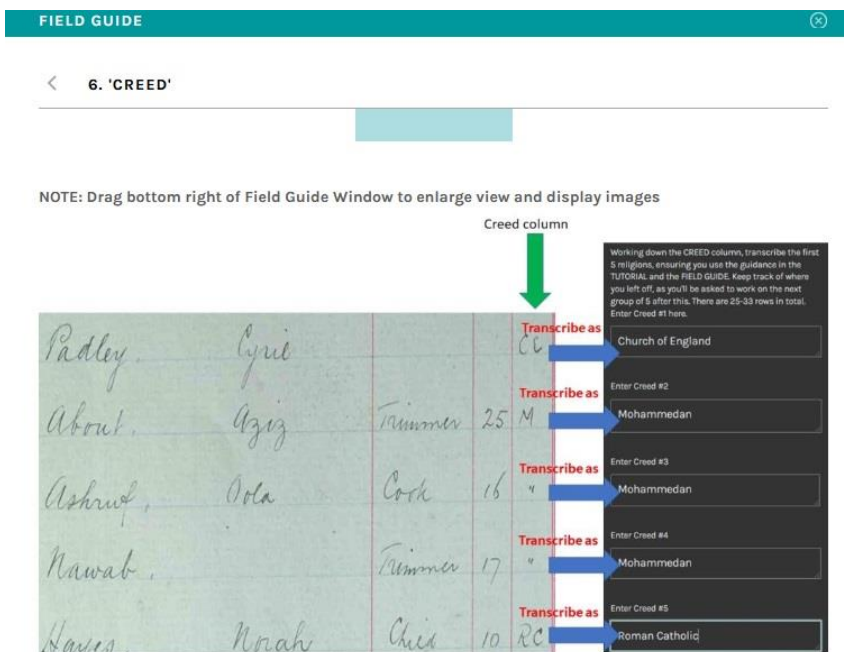 FIELD GUIDE
6. 'CREED'
NOTE: Drag bottom right of Field Guide Window to enlarge view and display images
Creed column
Working down the CREED column, transcribe the first
5 religions, ensuring you use the guidance in the
TUTORIAL and the FIELD GUIDE. Keep track of where
you left off, as you'll be asked to work on the next
group of 5 after this. There are 25-33 rows in total.
Enter Creed #1 here.
Padley. Cyril CE
Transcribe as
Church of England
Enter Creed #2
About. Aziz Trimmer 25 M
Transcribe as
Mohammedan
Enter Creed #3
Ashruf, Oola Cook 16 "
Transcribe as
Mohammedan
Enter Creed #4
Nawab. Trimmer 17 "
Transcribe as
Mohammedan
Enter Creed #5
Hayes Norah Child 10 RC
Transcribe as
Roman Catholic